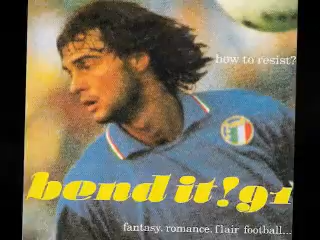 how to resist?
bend it! 91
fantasy. romance. flair football...